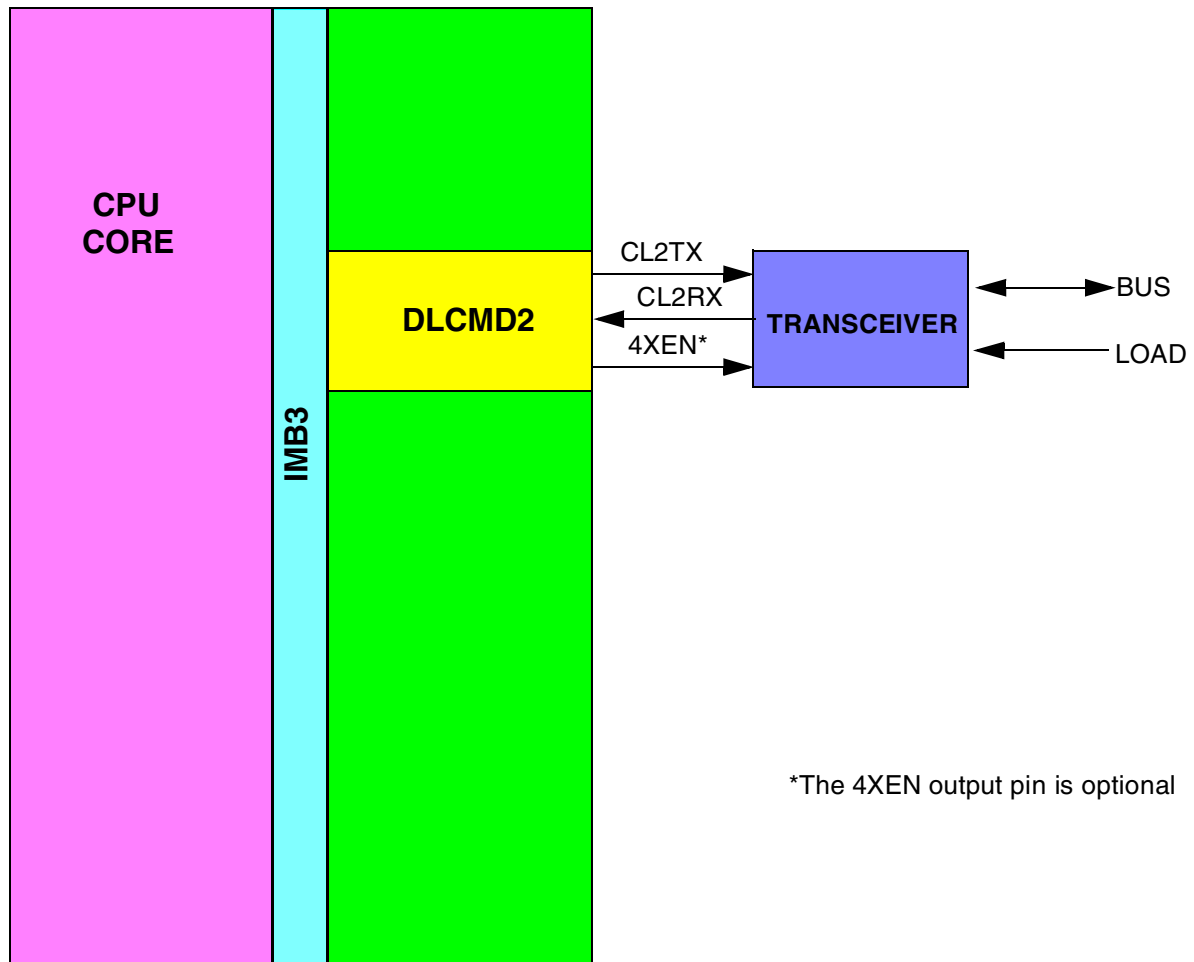 CPU
CORE
IMB3
DLCMD2
CL2TX
CL2RX
4XEN*
TRANSCEIVER
BUS
LOAD
*The 4XEN output pin is optional